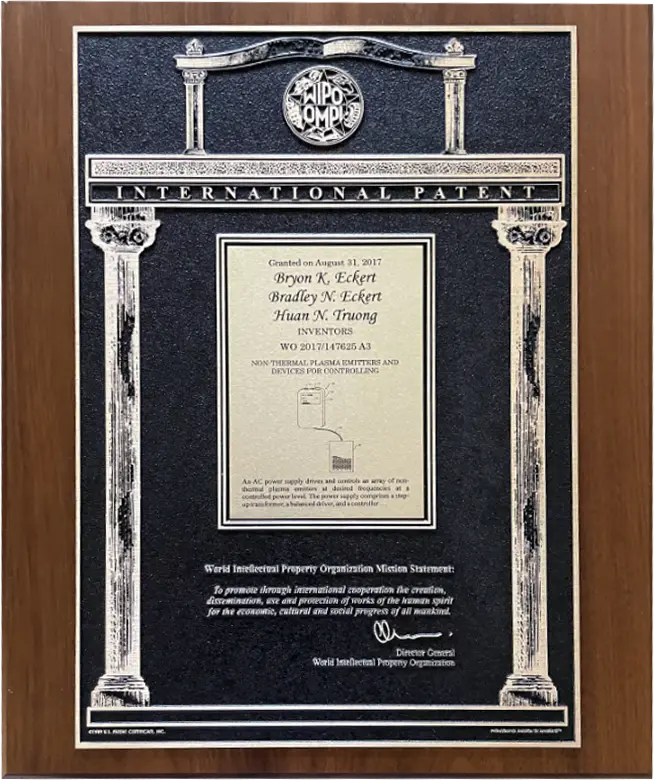 WIPO
OMPI
INTERNATIONAL PATENT
Granted on August 31, 2017
Bryon K. Eckert
Bradley N. Eckert
Huan N. Truong
INVENTORS
WO 2017/147625 A3
NON-THERMAL PLASMA EMITTERS AND
DEVICES FOR CONTROLLING
An AC power supply drives and controls an array of non-
thermal plasma emitters at desired frequencies at a
controlled power level. The power supply comprises a step-
up transformer, a balanced driver, and a controller
World Intellectual Property Organization Mission Statement:
To promote through international cooperation the creation,
dissemination, use and protection of works of the human spirit
for the economic, cultural and social progress of all mankind.
Director General
World Intellectual Property Organization